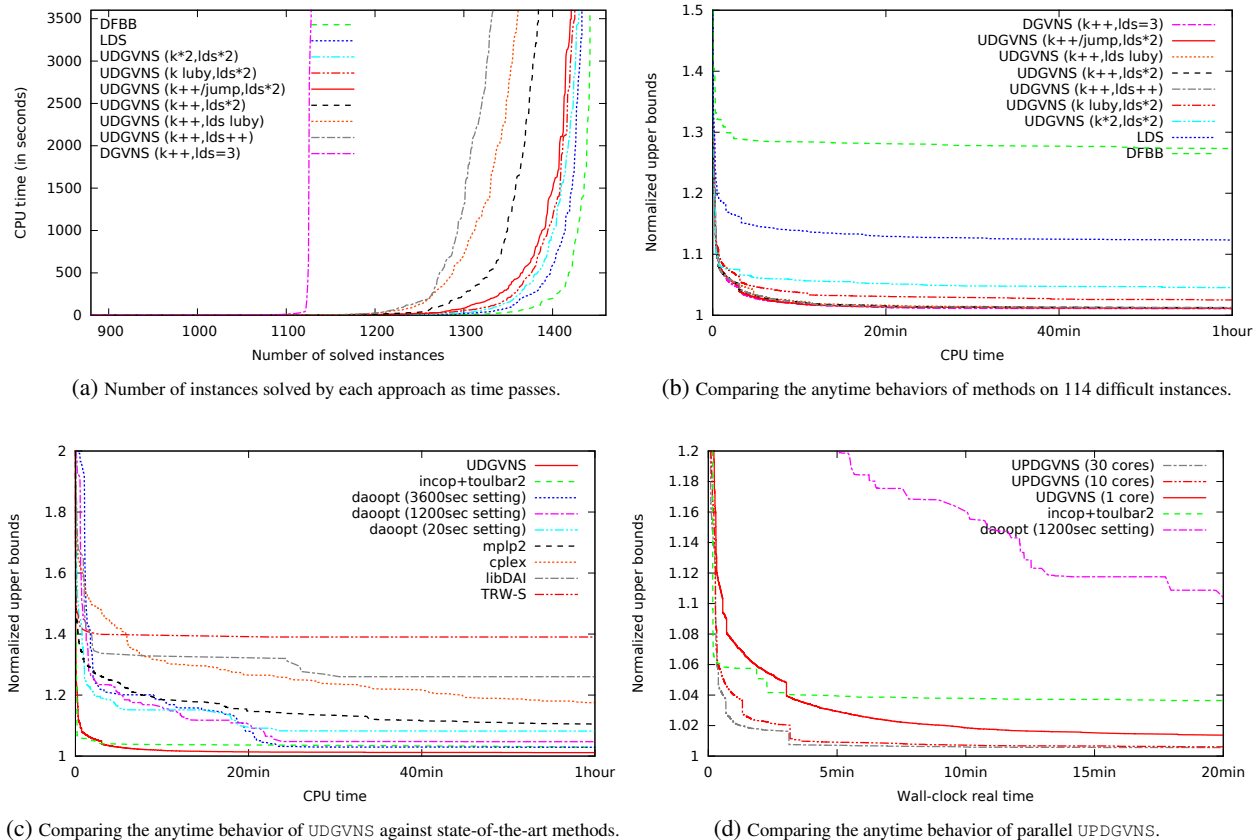 CPU time (in seconds)
3500
3000
2500
2000
1500
1000
500
0
DFBB
LDS
UDGVNS (k*2,lds*2)
UDGVNS (k luby,lds*2)
UDGVNS (k++/jump,lds*2)
UDGVNS (k++,lds*2)
UDGVNS (k++,lds luby)
UDGVNS (k++,lds++)
DGVNS (k++,lds=3)
900 1000 1100 1200 1300 1400
Number of solved instances
(a) Number of instances solved by each approach as time passes.
Normalized upper bounds
1.5
1.4
1.3
1.2
1.1
1
DGVNS (k++,lds=3)
UDGVNS (k++/jump,lds*2)
UDGVNS (k++,lds luby)
UDGVNS (k++,lds*2)
UDGVNS (k++,lds++)
UDGVNS (k luby,lds*2)
UDGVNS (k*2,lds*2)
LDS
DFBB
0 20min 40min 1hour
CPU time
(b) Comparing the anytime behaviors of methods on 114 difficult instances.
Normalized upper bounds
2
1.8
1.6
1.4
1.2
1
UDGVNS
incop+toulbar2
daoopt (3600sec setting)
daoopt (1200sec setting)
daoopt (20sec setting)
mplp2
cplex
libDAI
TRW-S
0 20min 40min 1hour
CPU time
(c) Comparing the anytime behavior of UDGVNS against state-of-the-art methods.
Normalized upper bounds
1.2
1.18
1.16
1.14
1.12
1.1
1.08
1.06
1.04
1.02
1
UPDGVNS (30 cores)
UPDGVNS (10 cores)
UDGVNS (1 core)
incop+toulbar2
daoopt (1200sec setting)
0 5min 10min 15min 20min
Wall-clock real time
(d) Comparing the anytime behavior of parallel UPDGVNS.